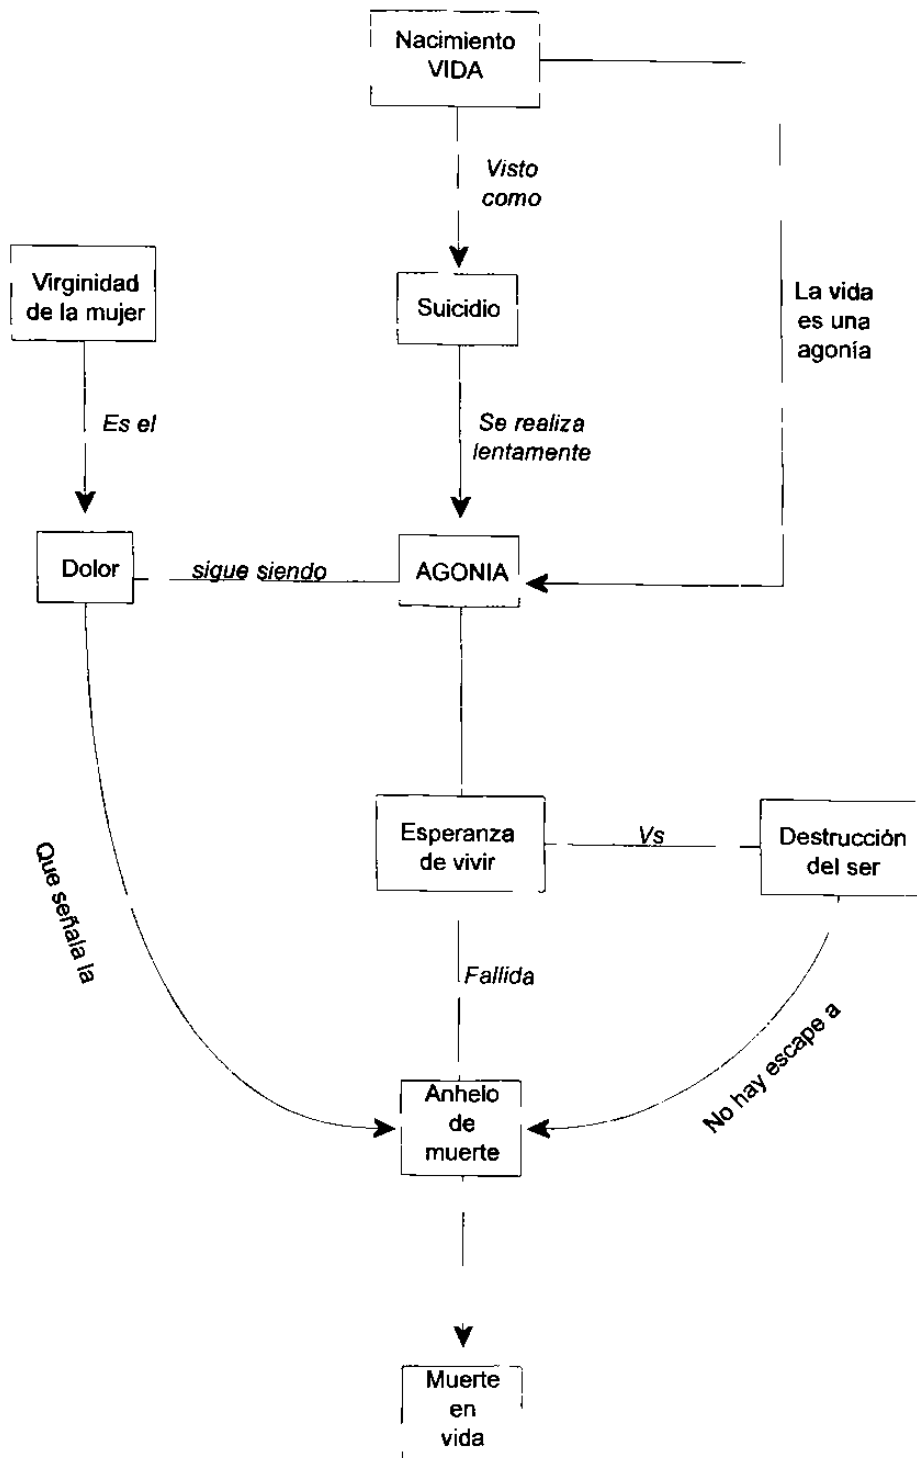 Nacimiento
VIDA
Visto
como
Virginidad
de la mujer
Suicidio
La vida
es una
agonía
Es el
Se realiza
lentamente
Dolor
sigue siendo
AGONIA
Esperanza
de vivir
Vs
Destrucción
del ser
Que señala la
Fallida
No hay escape a
Anhelo
de
muerte
Muerte
en
vida